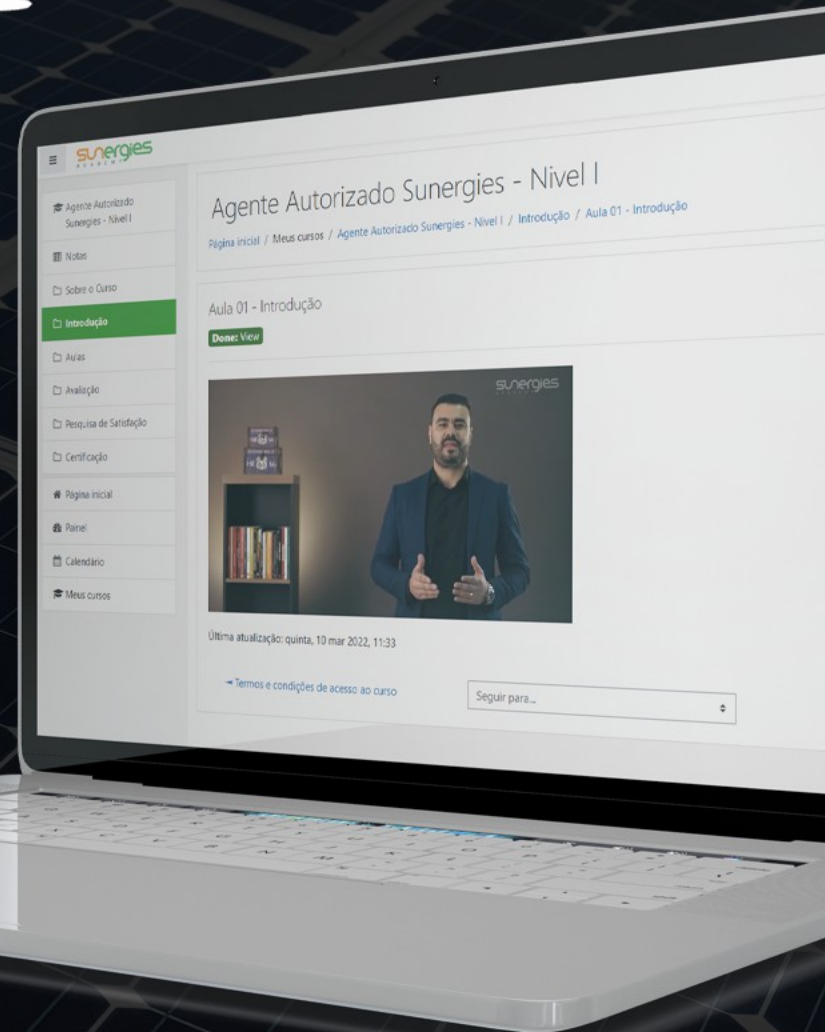 sunergies
ACADEMY
Agente Autorizado
Sunergies - Nível I
Notas
Sobre o Curso
Introdução
Aulas
Avaliação
Pesquisa de Satisfação
Certificação
Página inicial
Painel
Calendário
Meus cursos
Agente Autorizado Sunergies - Nivel I
Página inicial / Meus cursos / Agente Autorizado Sunergies - Nível I / Introdução / Aula 01 - Introdução
Aula 01 - Introdução
Done: View
sunergies
Última atualização: quinta, 10 mar 2022, 11:33
◄ Termos e condições de acesso ao curso
Seguir para...